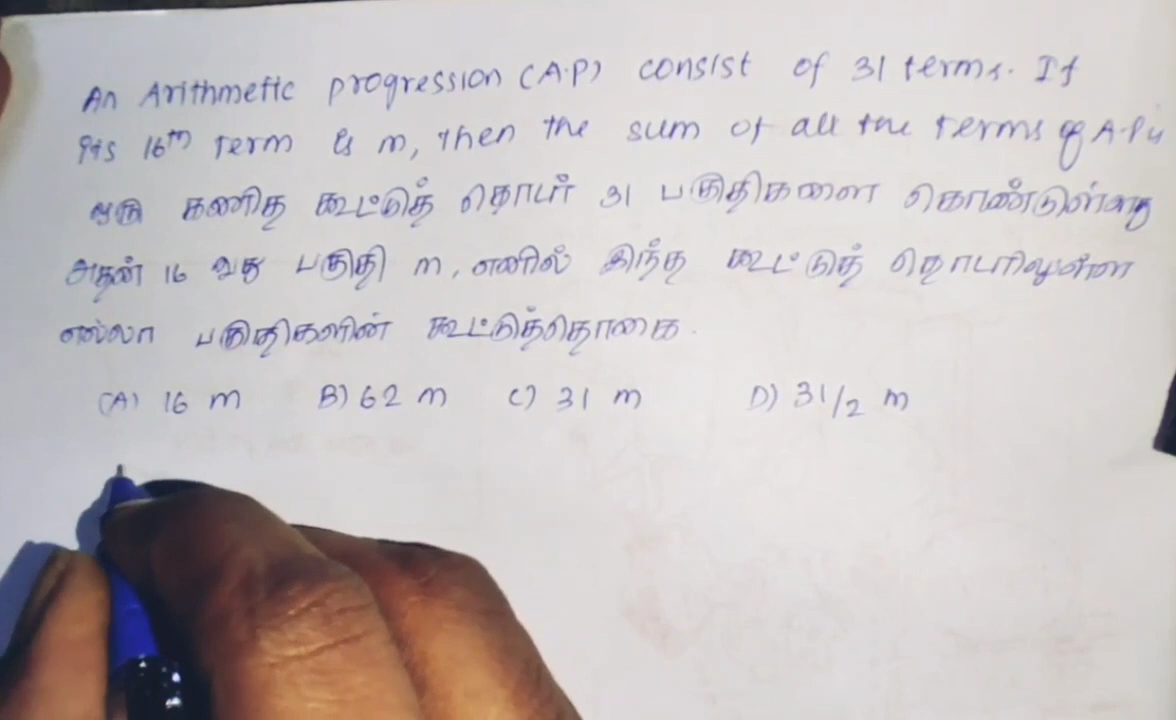 An Arithmetic progression (A.P) consist of 31 terms. If
its 16th term is m, then the sum of all the terms of A.P is
ஒரு கணித கூட்டுத் தொடர் 31 பகுதிகளை கொண்டுள்ளது
அதன் 16 வது பகுதி m, எனில் இந்த கூட்டுத் தொடரிலுள்ள
எல்லா பகுதிகளின் கூட்டுத்தொகை.
(A) 16 m B) 62 m C) 31 m D) 31/2 m